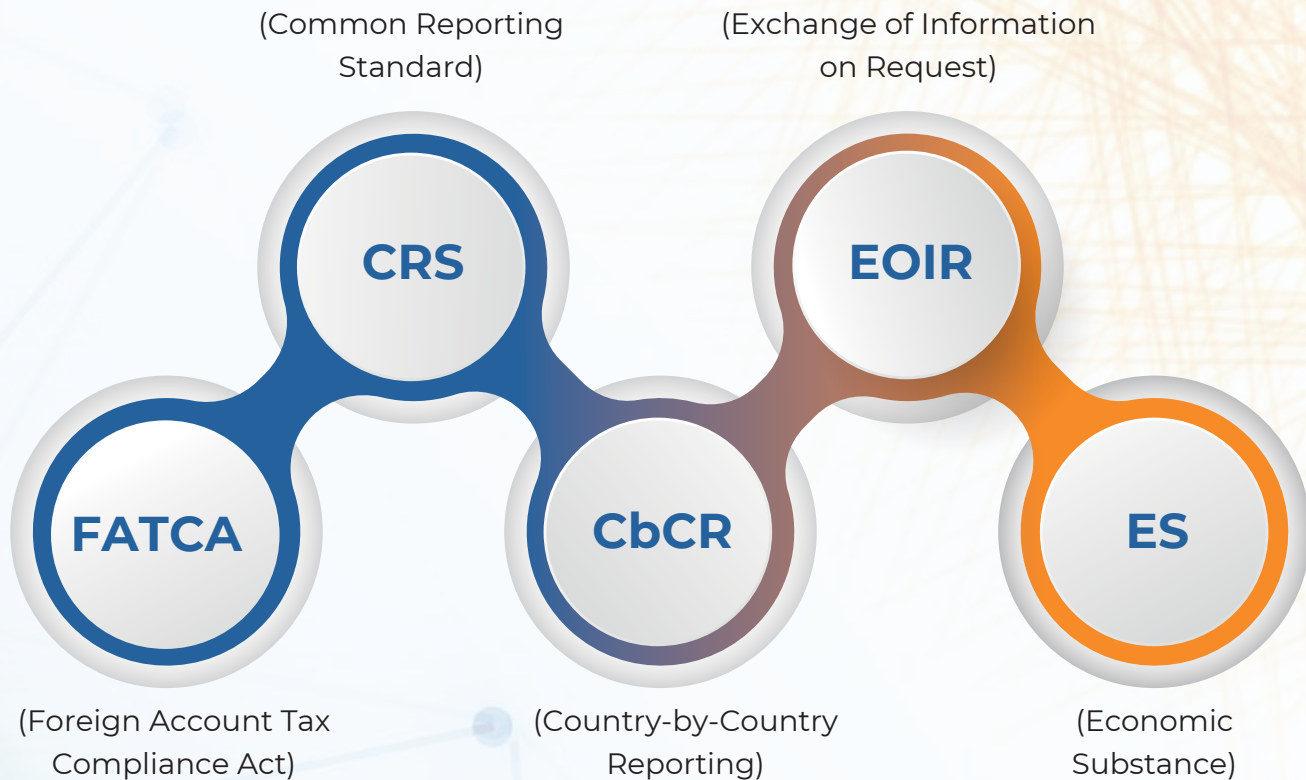 (Common Reporting
Standard)
(Exchange of Information
on Request)
CRS
EOIR
FATCA
CbCR
ES
(Foreign Account Tax
Compliance Act)
(Country-by-Country
Reporting)
(Economic
Substance)